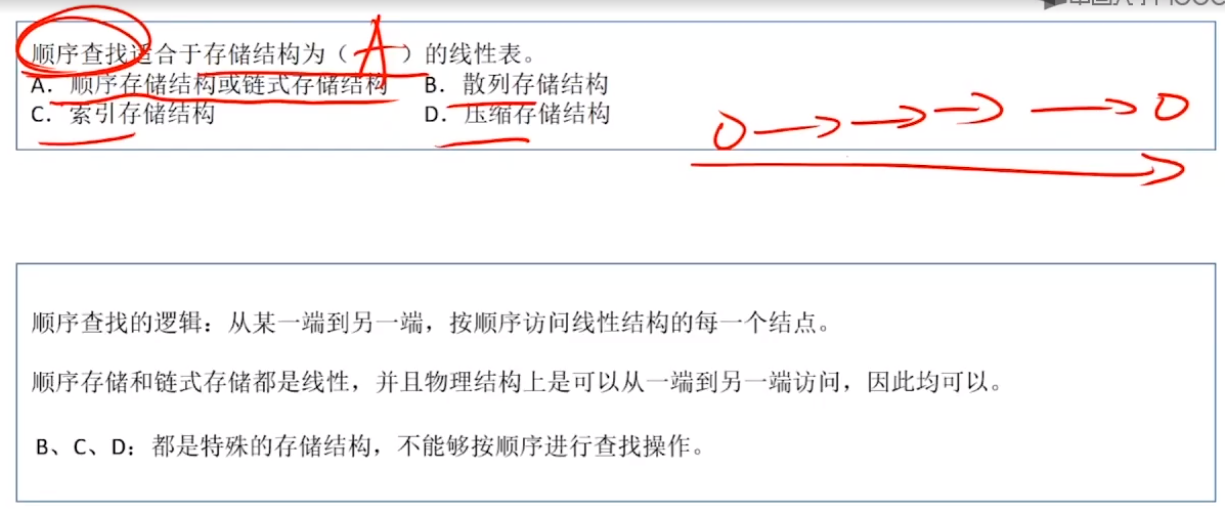 顺序查找适合于存储结构为（ A ）的线性表。
A．顺序存储结构或链式存储结构 B．散列存储结构
C．索引存储结构 D．压缩存储结构
顺序查找的逻辑：从某一端到另一端，按顺序访问线性结构的每一个结点。
顺序存储和链式存储都是线性，并且物理结构上是可以从一端到另一端访问，因此均可以。
B、C、D：都是特殊的存储结构，不能够按顺序进行查找操作。